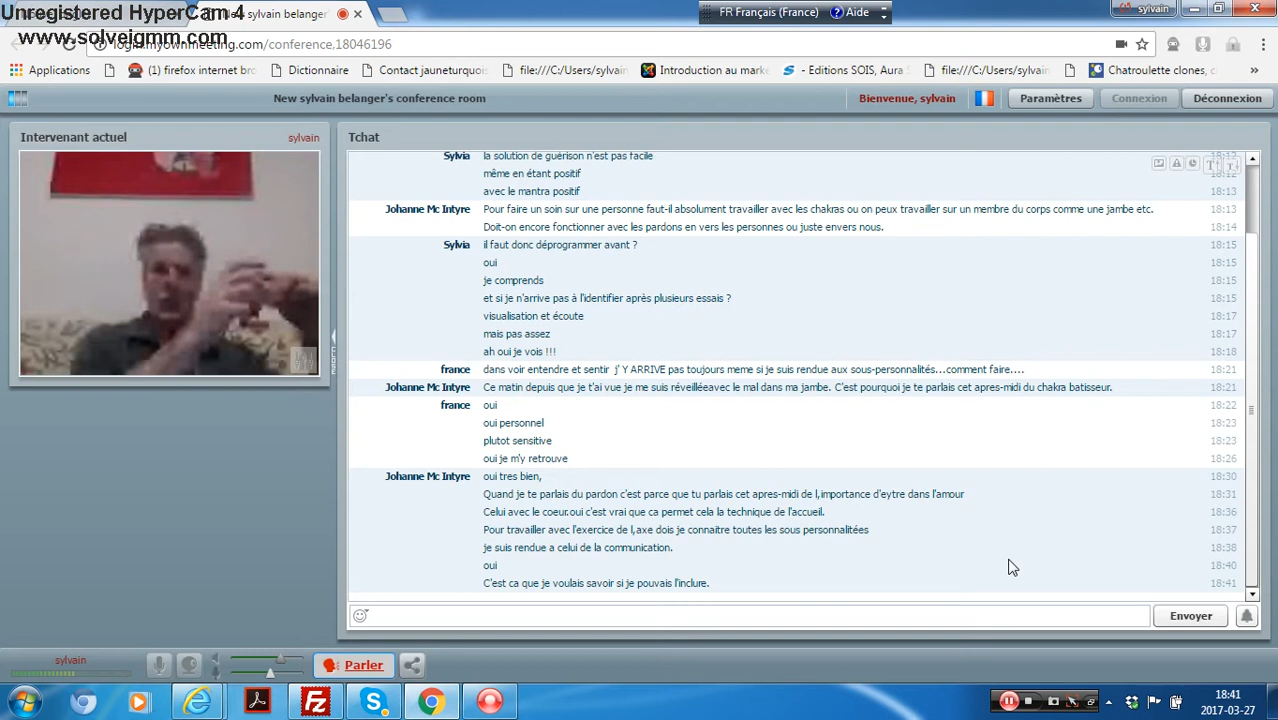 Unregistered HyperCam 4
www.solveigmm.com
New sylvain belanger'
FR Français (France) Aide
sylvain
login.myownmeeting.com/conference,18046196
Applications (1) firefox internet bro Dictionnaire Contact jauneturquois file:///C:/Users/sylvain Introduction au marke - Editions SOIS, Aura S file:///C:/Users/sylvain Chatroulette clones, c »
New sylvain belanger's conference room Bienvenue, sylvain Paramètres Connexion Déconnexion
Intervenant actuel sylvain
Tchat
Sylvia la solution de guérison n'est pas facile 18:12
même en étant positif 18:12
avec le mantra positif 18:13
Johanne Mc Intyre Pour faire un soin sur une personne faut-il absolument travailler avec les chakras ou on peux travailler sur un membre du corps comme une jambe etc. 18:13
Doit-on encore fonctionner avec les pardons en vers les personnes ou juste envers nous. 18:14
Sylvia il faut donc déprogrammer avant ? 18:15
oui 18:15
je comprends 18:15
et si je n'arrive pas à l'identifier après plusieurs essais ? 18:15
visualisation et écoute 18:17
mais pas assez 18:17
ah oui je vois !!! 18:18
france dans voir entendre et sentir j' Y ARRIVE pas toujours meme si je suis rendue aux sous-personnalités...comment faire.... 18:21
Johanne Mc Intyre Ce matin depuis que je t'ai vue je me suis réveilléeavec le mal dans ma jambe. C'est pourquoi je te parlais cet apres-midi du chakra batisseur. 18:21
france oui 18:22
oui personnel 18:23
plutot sensitive 18:23
oui je m'y retrouve 18:26
Johanne Mc Intyre oui tres bien, 18:30
Quand je te parlais du pardon c'est parce que tu parlais cet apres-midi de l,importance d'eytre dans l'amour 18:31
Celui avec le coeur.oui c'est vrai que ca permet cela la technique de l'accueil. 18:36
Pour travailler avec l'exercice de l,axe dois je connaitre toutes les sous personnalitées 18:37
je suis rendue a celui de la communication. 18:38
oui 18:40
C'est ca que je voulais savoir si je pouvais l'inclure. 18:41
Envoyer
sylvain Parler
18:41
2017-03-27